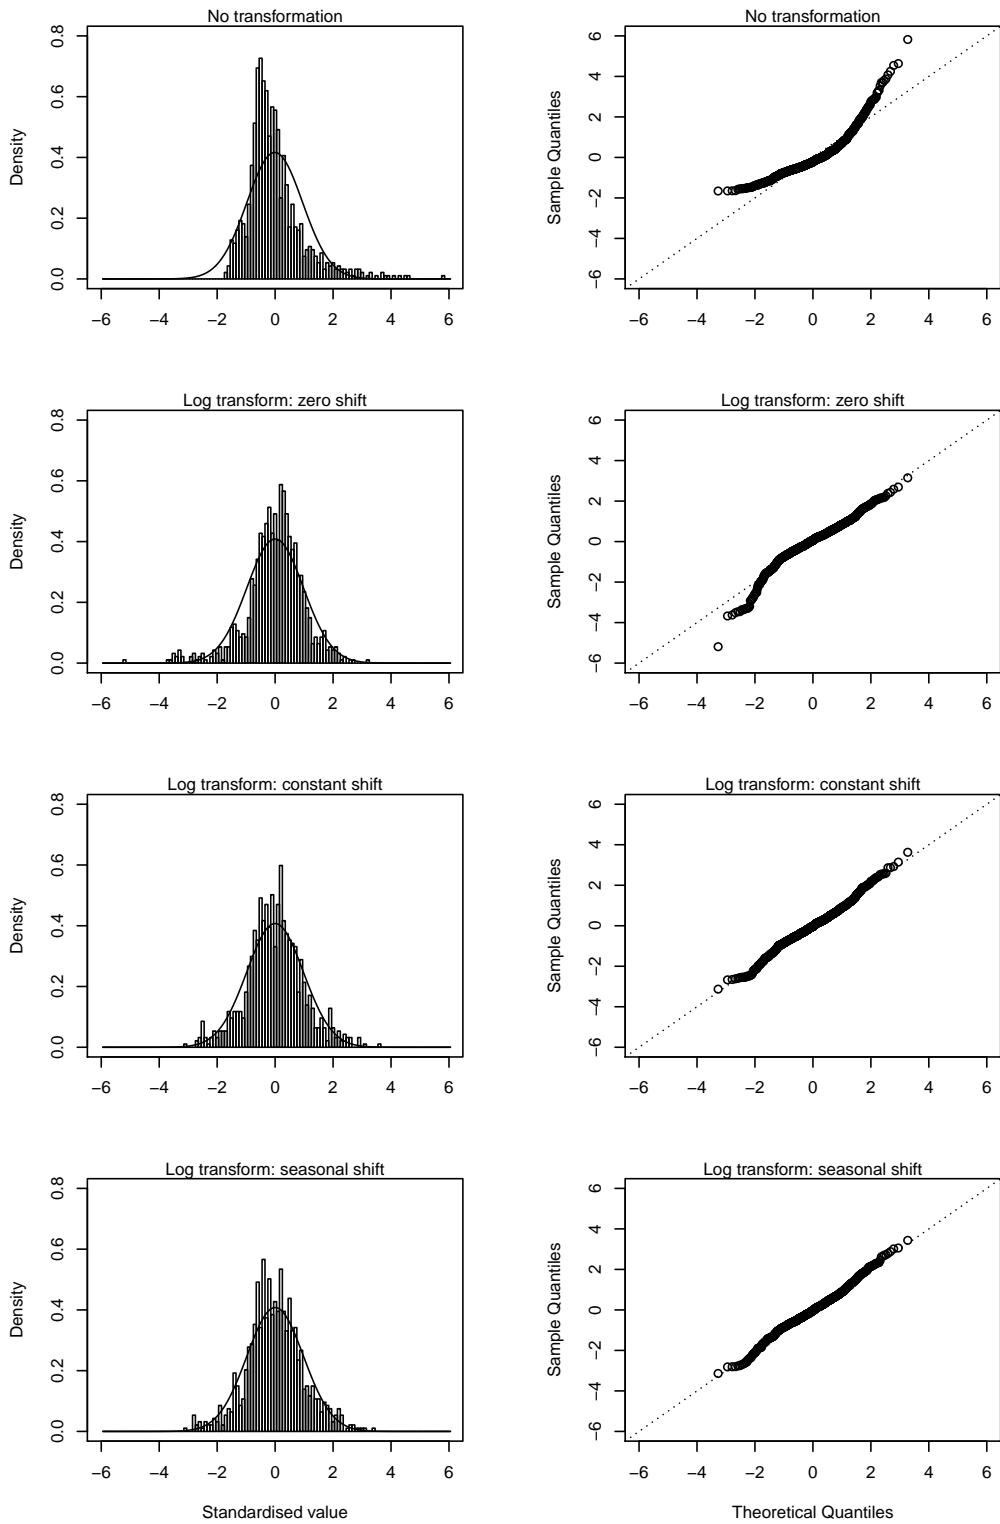 No transformation
Density
0.0 0.2 0.4 0.6 0.8
−6 −4 −2 0 2 4 6
No transformation
Sample Quantiles
−6 −4 −2 0 2 4 6
−6 −4 −2 0 2 4 6
Log transform: zero shift
Density
0.0 0.2 0.4 0.6 0.8
−6 −4 −2 0 2 4 6
Log transform: zero shift
Sample Quantiles
−6 −4 −2 0 2 4 6
−6 −4 −2 0 2 4 6
Log transform: constant shift
Density
0.0 0.2 0.4 0.6 0.8
−6 −4 −2 0 2 4 6
Log transform: constant shift
Sample Quantiles
−6 −4 −2 0 2 4 6
−6 −4 −2 0 2 4 6
Log transform: seasonal shift
Density
0.0 0.2 0.4 0.6 0.8
−6 −4 −2 0 2 4 6
Standardised value
Log transform: seasonal shift
Sample Quantiles
−6 −4 −2 0 2 4 6
−6 −4 −2 0 2 4 6
Theoretical Quantiles